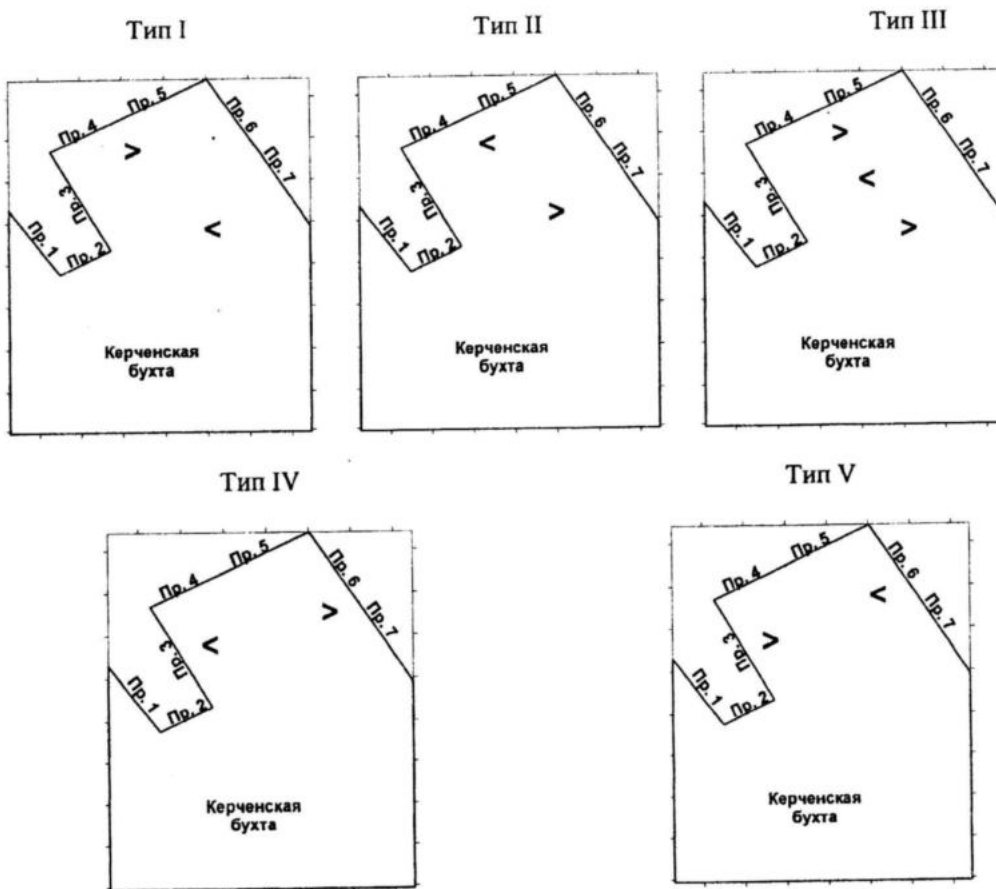 Тип I
Пр. 1
Пр. 2
Пр. 3
Пр. 4
Пр. 5
Пр. 6
Пр. 7
>
<
Керченская
бухта
Тип II
Пр. 1
Пр. 2
Пр. 3
Пр. 4
Пр. 5
Пр. 6
Пр. 7
<
>
Керченская
бухта
Тип III
Пр. 1
Пр. 2
Пр. 3
Пр. 4
Пр. 5
Пр. 6
Пр. 7
>
<
>
Керченская
бухта
Тип IV
Пр. 1
Пр. 2
Пр. 3
Пр. 4
Пр. 5
Пр. 6
Пр. 7
<
>
Керченская
бухта
Тип V
Пр. 1
Пр. 2
Пр. 3
Пр. 4
Пр. 5
Пр. 6
Пр. 7
>
<
Керченская
бухта